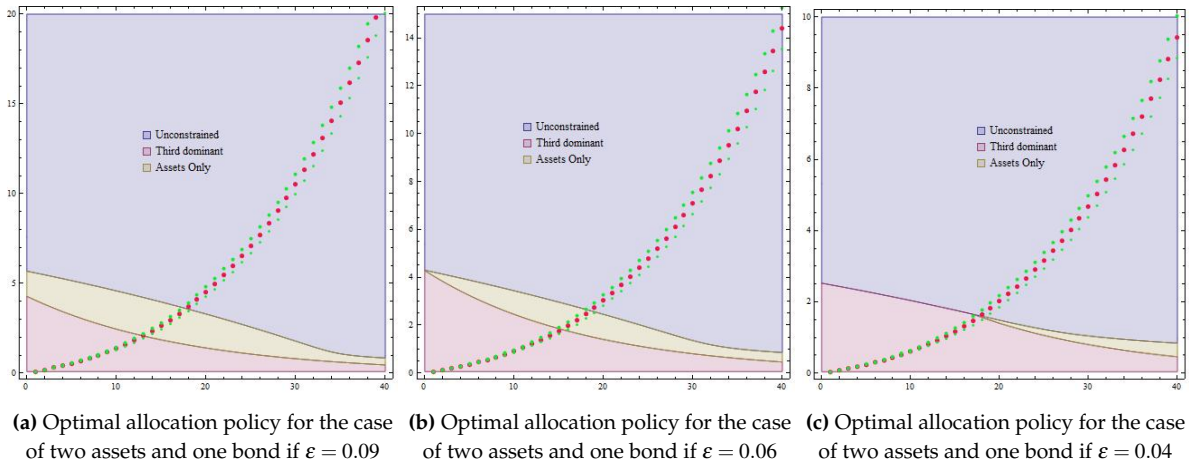 20
15
10
5
0
0
10
20
30
40
Unconstrained
Third dominant
Assets Only
14
12
10
8
6
4
2
0
0
10
20
30
40
Unconstrained
Third dominant
Assets Only
10
8
6
4
2
0
0
10
20
30
40
Unconstrained
Third dominant
Assets Only
(a) Optimal allocation policy for the case
of two assets and one bond if ε = 0.09
(b) Optimal allocation policy for the case
of two assets and one bond if ε = 0.06
(c) Optimal allocation policy for the case
of two assets and one bond if ε = 0.04